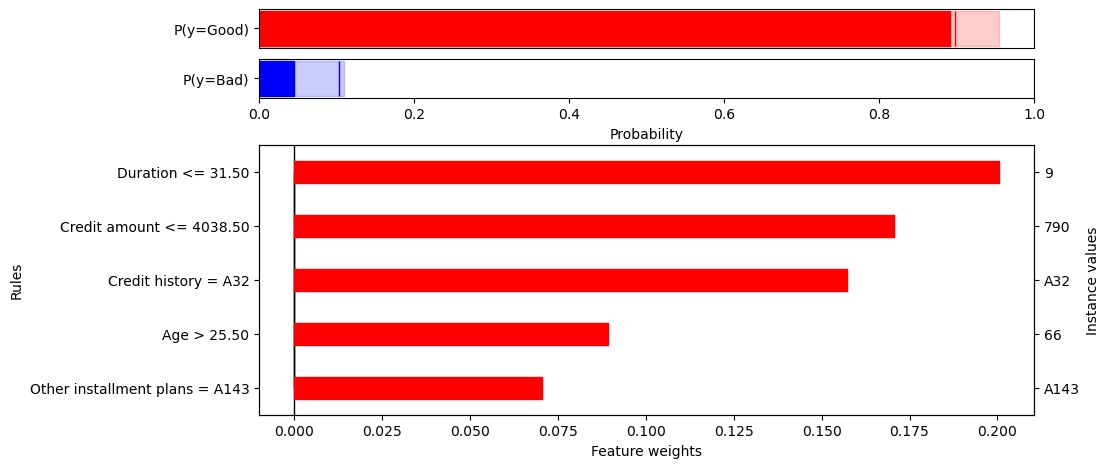 P(y=Good)
P(y=Bad)
0.0 0.2 0.4 0.6 0.8 1.0
Probability
Duration <= 31.50 9
Credit amount <= 4038.50 790
Credit history = A32 A32
Age > 25.50 66
Other installment plans = A143 A143
Rules
Instance values
0.000 0.025 0.050 0.075 0.100 0.125 0.150 0.175 0.200
Feature weights